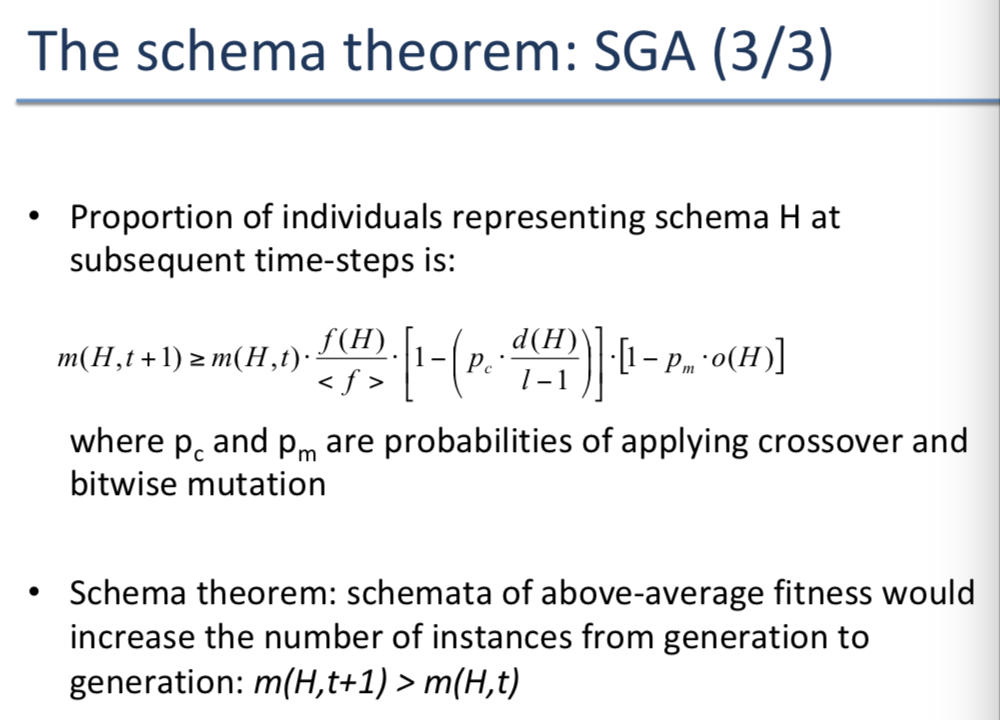 The schema theorem: SGA (3/3)
• Proportion of individuals representing schema H at
subsequent time-steps is:
m(H,t+1) ≥ m(H,t) · f(H) / < f > · [1 − (p_c · d(H) / l − 1)] · [1 − p_m · o(H)]
where p_c and p_m are probabilities of applying crossover and
bitwise mutation
• Schema theorem: schemata of above-average fitness would
increase the number of instances from generation to
generation: m(H,t+1) > m(H,t)